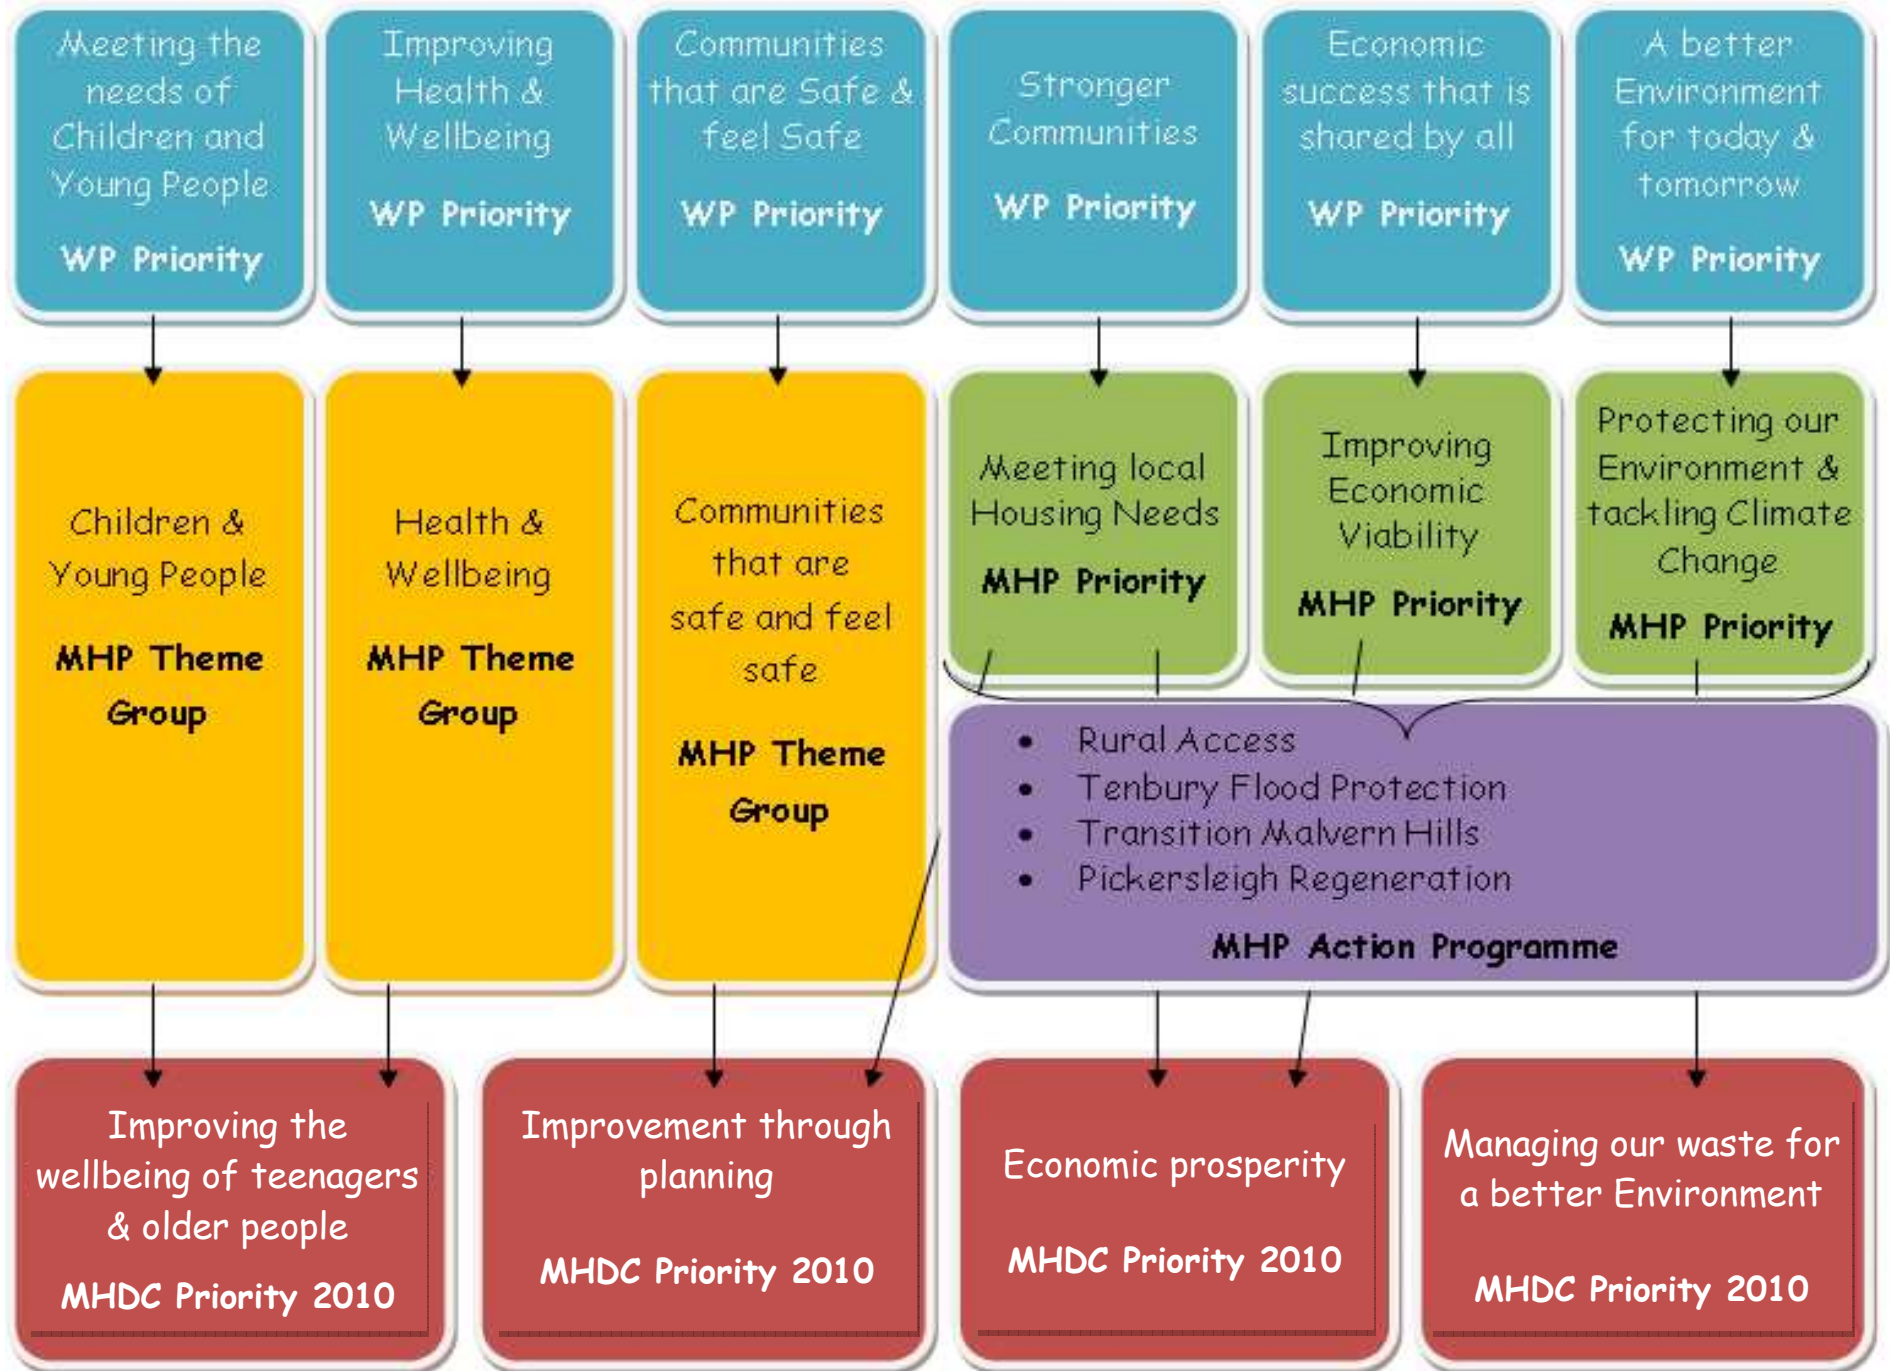 Meeting the
needs of
Children and
Young People
WP Priority
Improving
Health &
Wellbeing
WP Priority
Communities
that are Safe &
feel Safe
WP Priority
Stronger
Communities
WP Priority
Economic
success that is
shared by all
WP Priority
A better
Environment
for today &
tomorrow
WP Priority
Children &
Young People
MHP Theme
Group
Health &
Wellbeing
MHP Theme
Group
Communities
that are
safe and feel
safe
MHP Theme
Group
Meeting local
Housing Needs
MHP Priority
Improving
Economic
Viability
MHP Priority
Protecting our
Environment &
tackling Climate
Change
MHP Priority
• Rural Access
• Tenbury Flood Protection
• Transition Malvern Hills
• Pickersleigh Regeneration
MHP Action Programme
Improving the
wellbeing of teenagers
& older people
MHDC Priority 2010
Improvement through
planning
MHDC Priority 2010
Economic prosperity
MHDC Priority 2010
Managing our waste for
a better Environment
MHDC Priority 2010